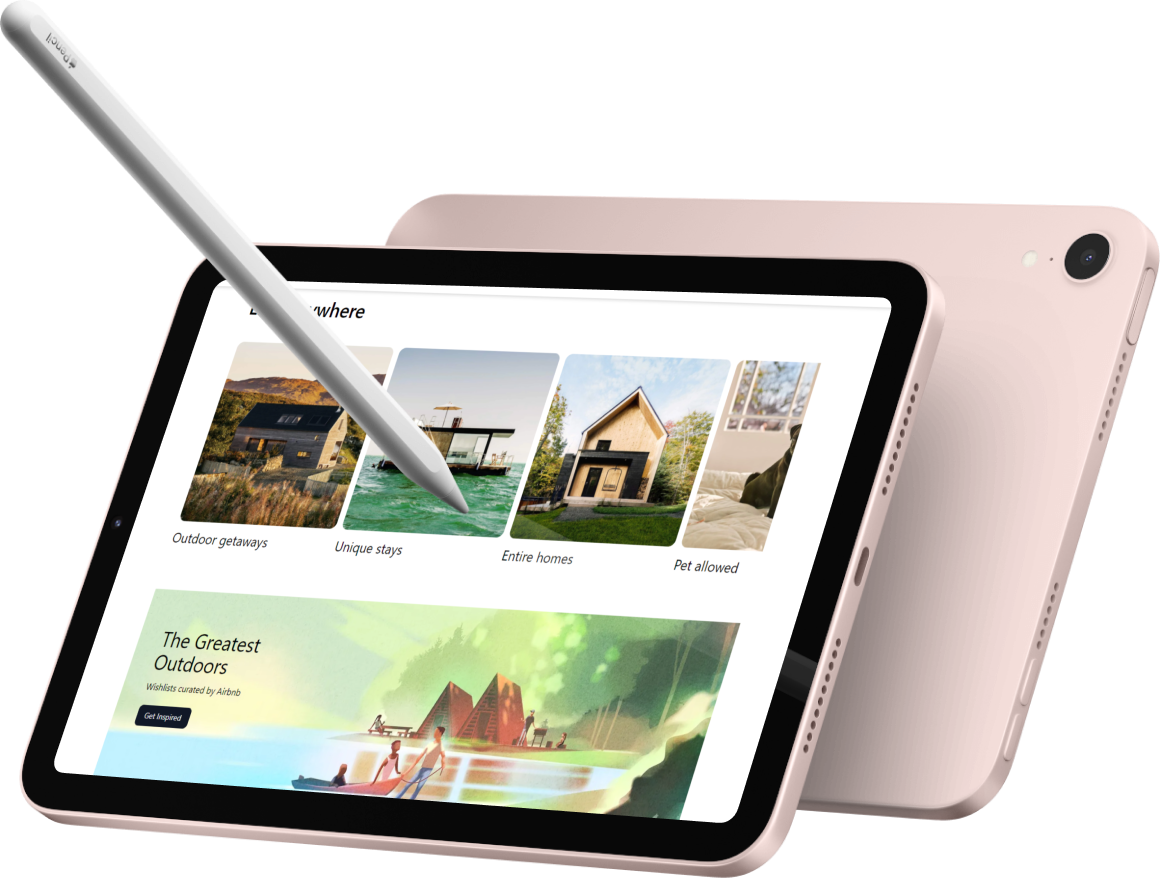 Pencil
ywhere
Outdoor getaways
Unique stays
Entire homes
Pet allowed
The Greatest
Outdoors
Wishlists curated by Airbnb
Get Inspired